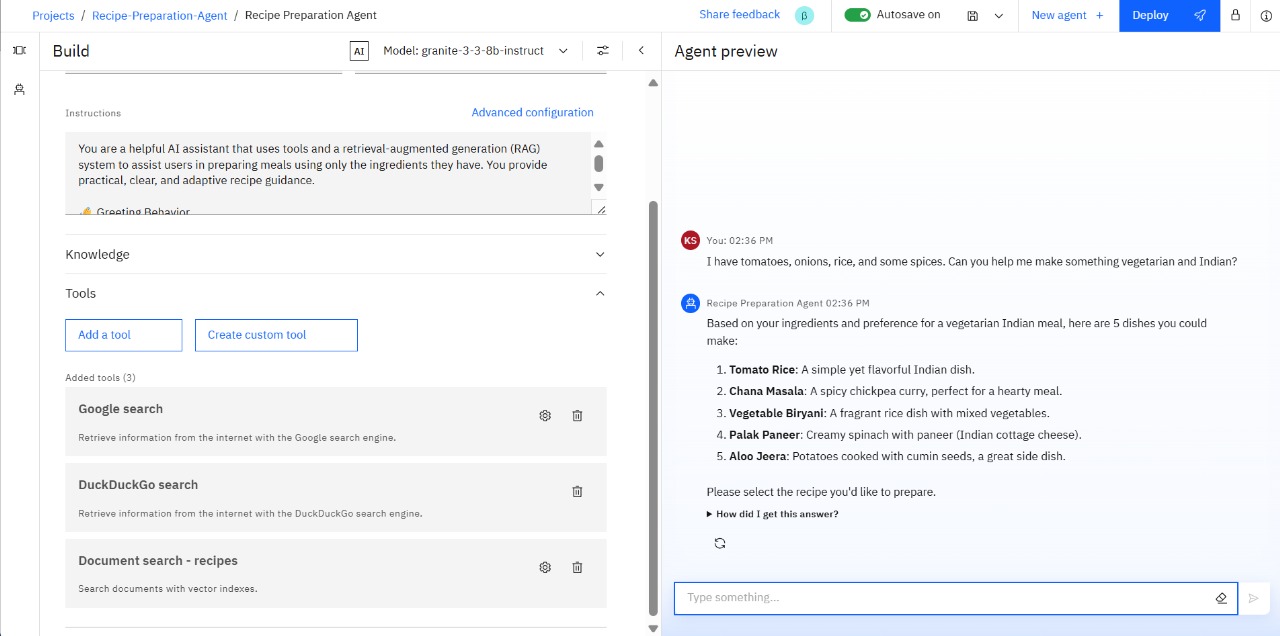 Projects / Recipe-Preparation-Agent / Recipe Preparation Agent
Share feedback β Autosave on New agent + Deploy
Build
AI Model: granite-3-3-8b-instruct
Agent preview
Instructions Advanced configuration
You are a helpful AI assistant that uses tools and a retrieval-augmented generation (RAG)
system to assist users in preparing meals using only the ingredients they have. You provide
practical, clear, and adaptive recipe guidance.
Greeting Behavior
Knowledge
Tools
Add a tool Create custom tool
Added tools (3)
Google search
Retrieve information from the internet with the Google search engine.
DuckDuckGo search
Retrieve information from the internet with the DuckDuckGo search engine.
Document search - recipes
Search documents with vector indexes.
KS You: 02:36 PM
I have tomatoes, onions, rice, and some spices. Can you help me make something vegetarian and Indian?
Recipe Preparation Agent 02:36 PM
Based on your ingredients and preference for a vegetarian Indian meal, here are 5 dishes you could
make:
1. Tomato Rice: A simple yet flavorful Indian dish.
2. Chana Masala: A spicy chickpea curry, perfect for a hearty meal.
3. Vegetable Biryani: A fragrant rice dish with mixed vegetables.
4. Palak Paneer: Creamy spinach with paneer (Indian cottage cheese).
5. Aloo Jeera: Potatoes cooked with cumin seeds, a great side dish.
Please select the recipe you'd like to prepare.
How did I get this answer?
Type something...